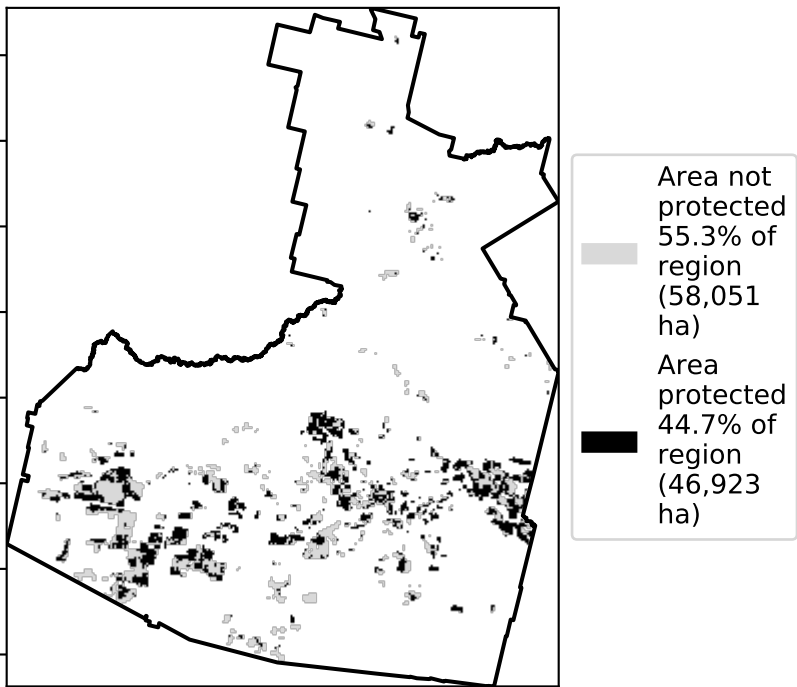 Area not
protected
55.3% of
region
(58,051
ha)
Area
protected
44.7% of
region
(46,923
ha)